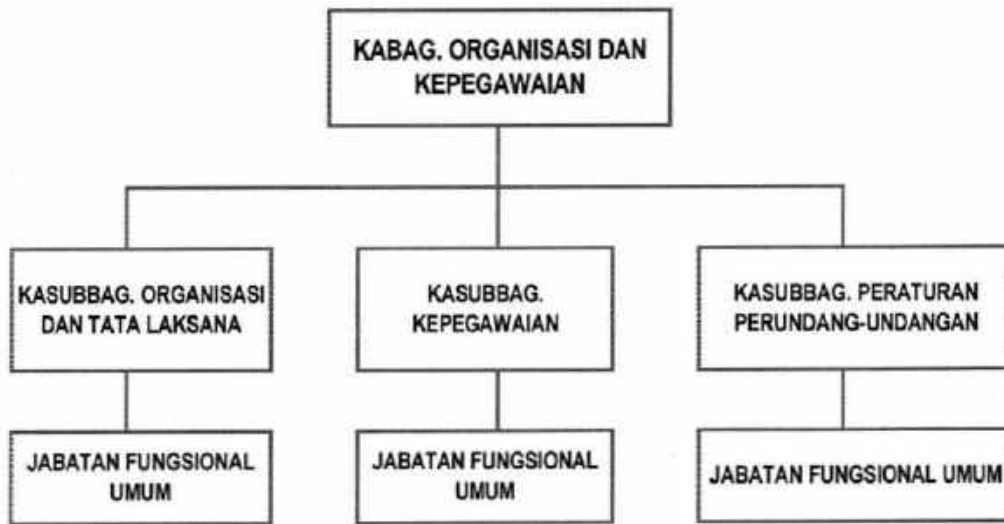 KABAG. ORGANISASI DAN
KEPEGAWAIAN
KASUBBAG. ORGANISASI
DAN TATA LAKSANA
KASUBBAG.
KEPEGAWAIAN
KASUBBAG. PERATURAN
PERUNDANG-UNDANGAN
JABATAN FUNGSIONAL
UMUM
JABATAN FUNGSIONAL
UMUM
JABATAN FUNGSIONAL UMUM